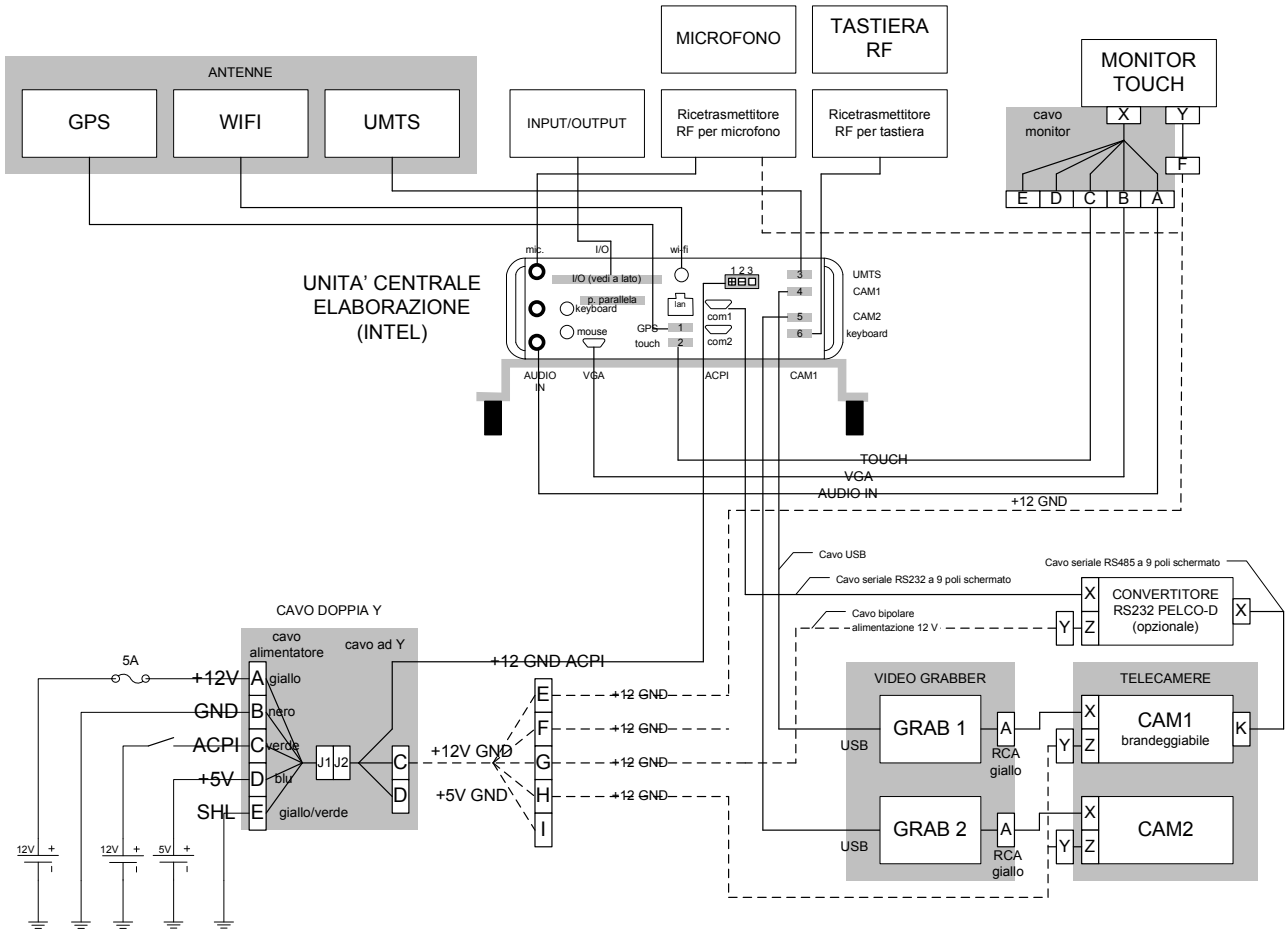 MICROFONO
TASTIERA
RF
ANTENNE
GPS
WIFI
UMTS
INPUT/OUTPUT
Ricetrasmettitore
RF per microfono
Ricetrasmettitore
RF per tastiera
MONITOR
TOUCH
cavo
monitor
X
Y
F
E D C B A
UNITA' CENTRALE
ELABORAZIONE
(INTEL)
mic.
I/O
wi-fi
I/O (vedi a lato)
p. parallela
keyboard
mouse
lan
GPS
1
touch
2
1 2 3
com1
com2
3
UMTS
4
CAM1
5
CAM2
6
keyboard
AUDIO
IN
VGA
ACPI
CAM1
TOUCH
VGA
AUDIO IN
+12 GND
Cavo USB
Cavo seriale RS232 a 9 poli schermato
Cavo seriale RS485 a 9 poli schermato
Cavo bipolare
alimentazione 12 V
X
Y
Z
CONVERTITORE
RS232 PELCO-D
(opzionale)
X
CAVO DOPPIA Y
cavo
alimentatore
cavo ad Y
5A
+12V
A
giallo
GND
B
nero
ACPI
C
verde
+5V
D
blu
SHL
E
giallo/verde
J1
J2
C
D
+12 GND ACPI
+12V GND
+5V GND
E
+12 GND
F
+12 GND
G
+12 GND
H
+12 GND
I
12V + -
12V + -
5V + -
VIDEO GRABBER
GRAB 1
USB
A
RCA
giallo
GRAB 2
USB
A
RCA
giallo
TELECAMERE
X
Y
Z
CAM1
brandeggiabile
K
X
Y
Z
CAM2